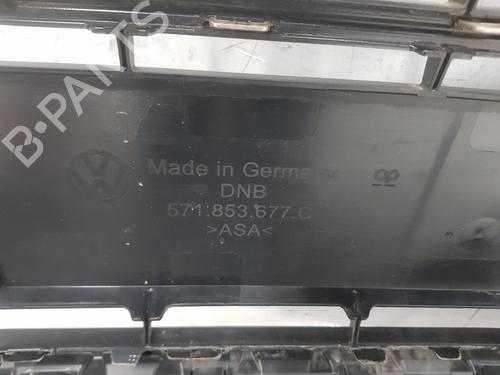 B-PARTS
Made in Germany
DNB
571.853.677.C
>ASA<